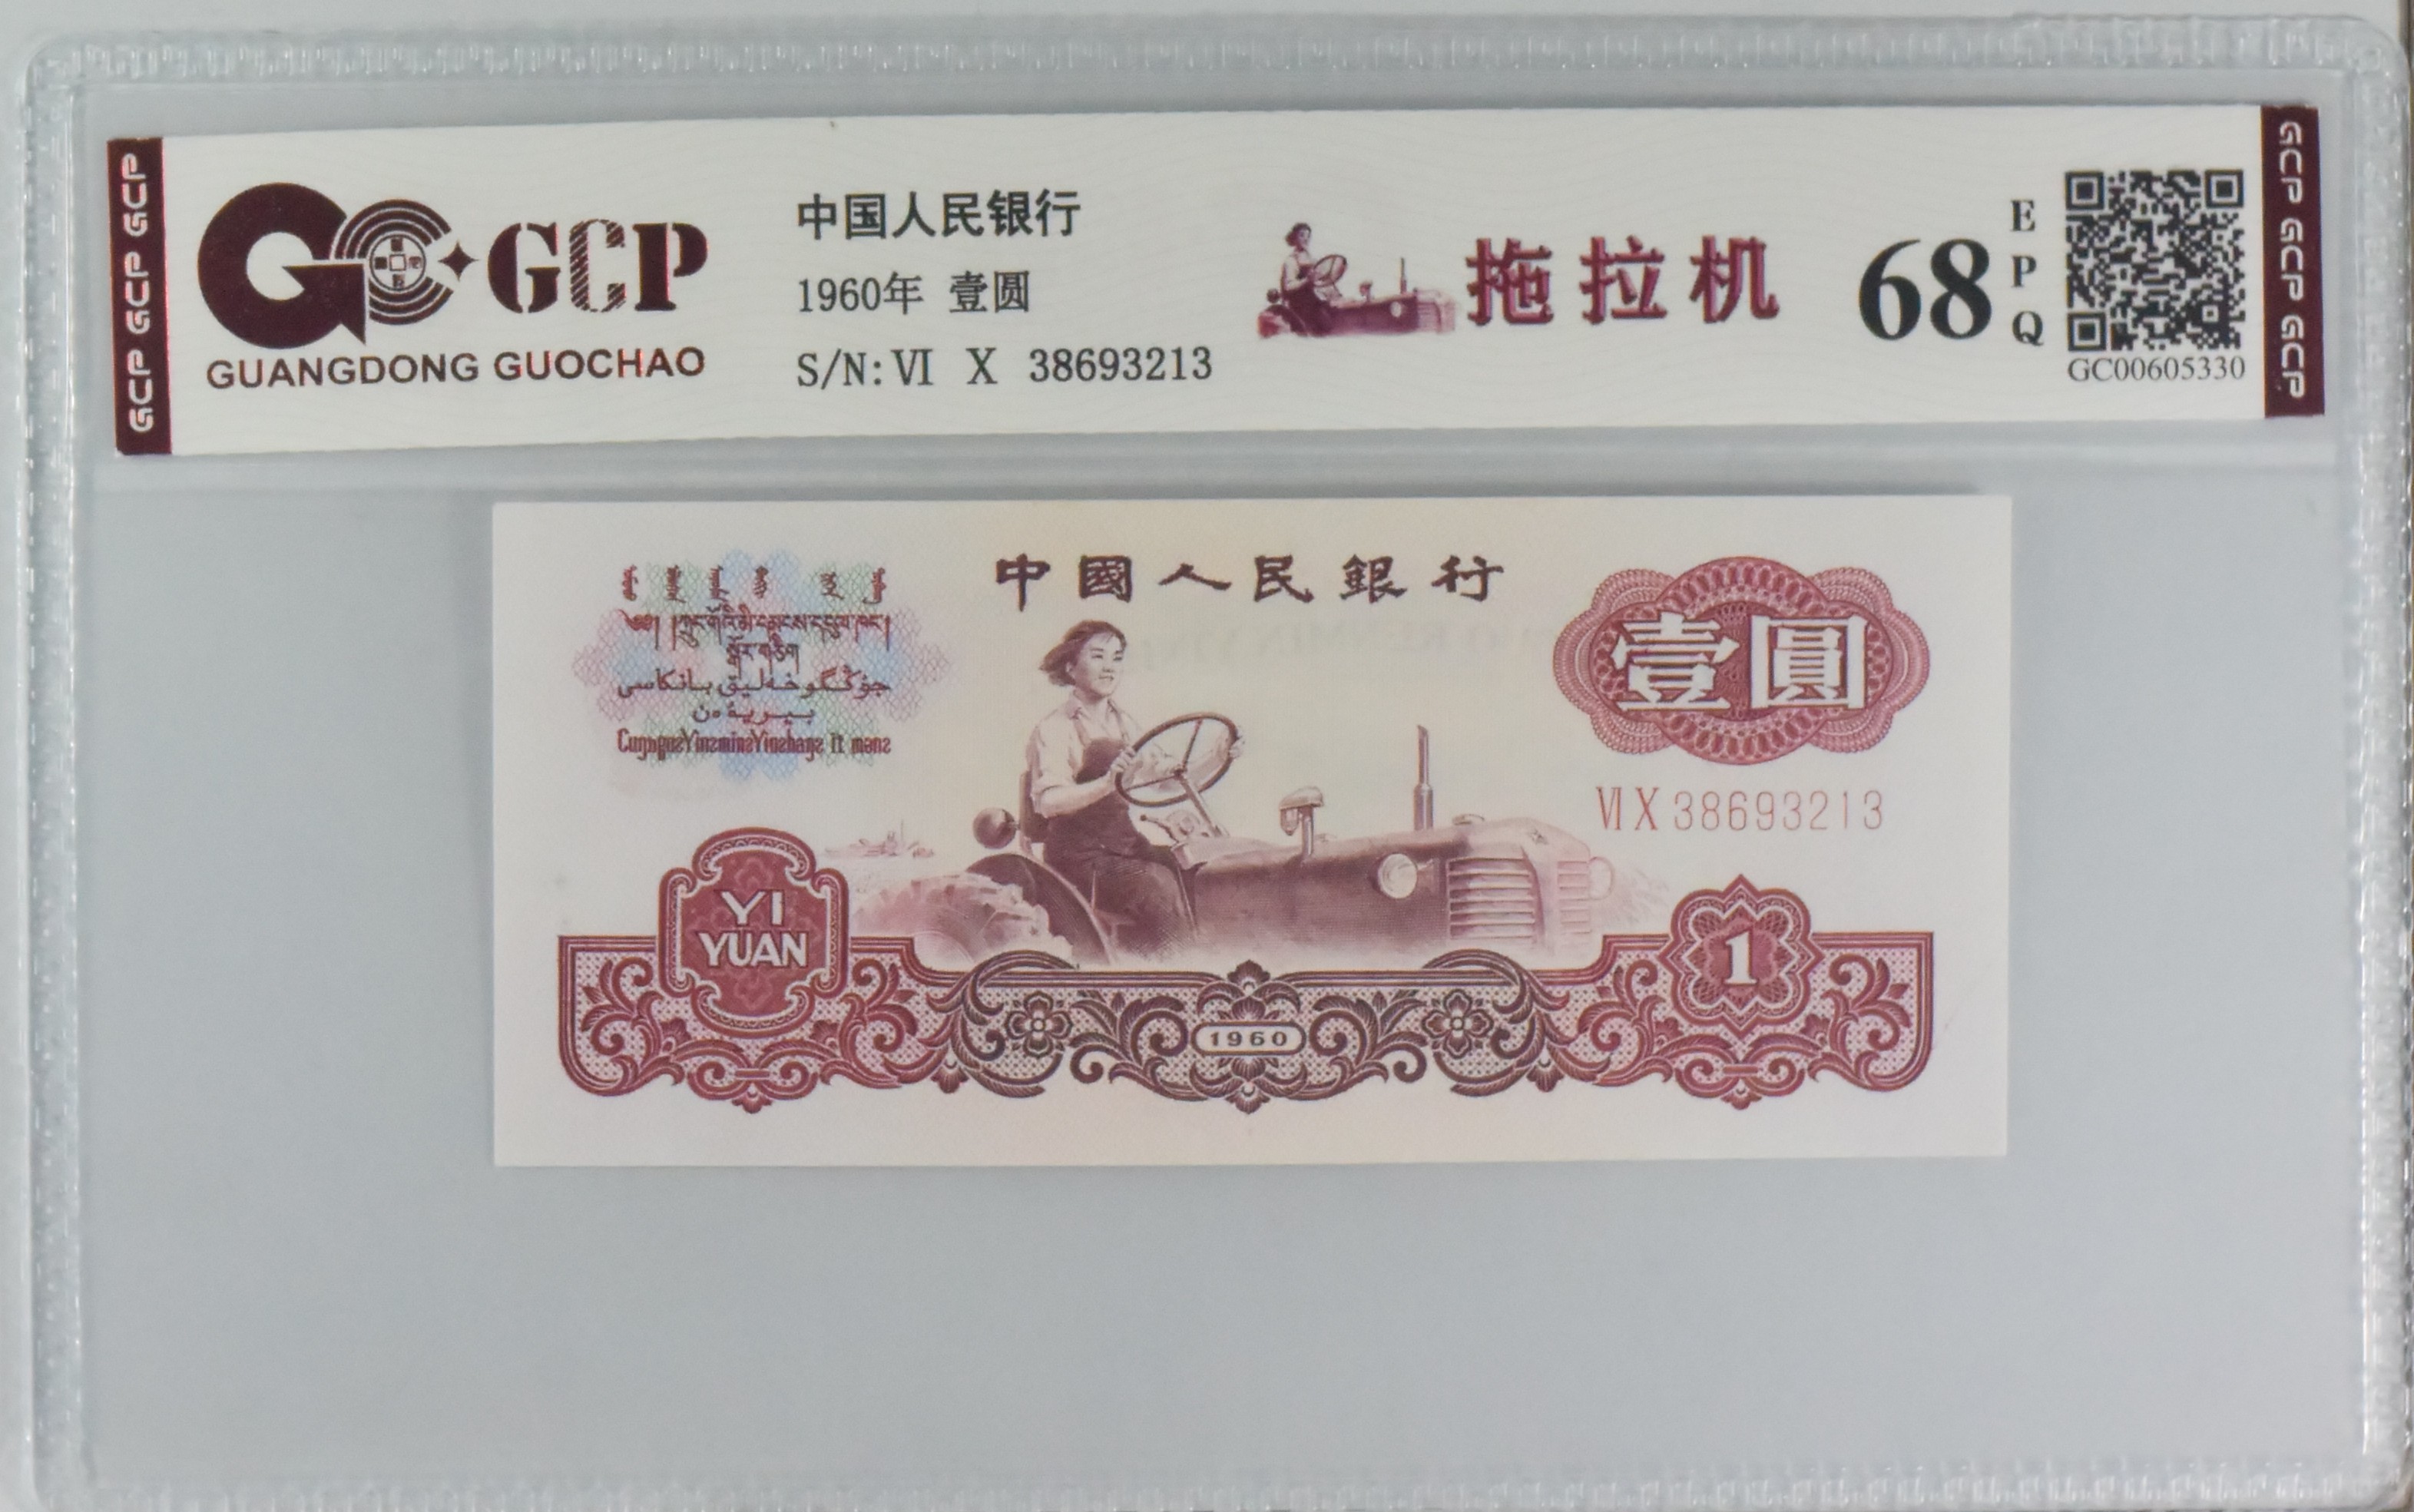 GCP GCP GCP
GCP
GUANGDONG GUOCHAO
中国人民银行
1960年 壹圆
S/N: VI X 38693213
拖拉机
68
EPQ
GC00605330
GCP GCP GCP
中國人民銀行
壹圓
VI X 38693213
YI
YUAN
1960
1